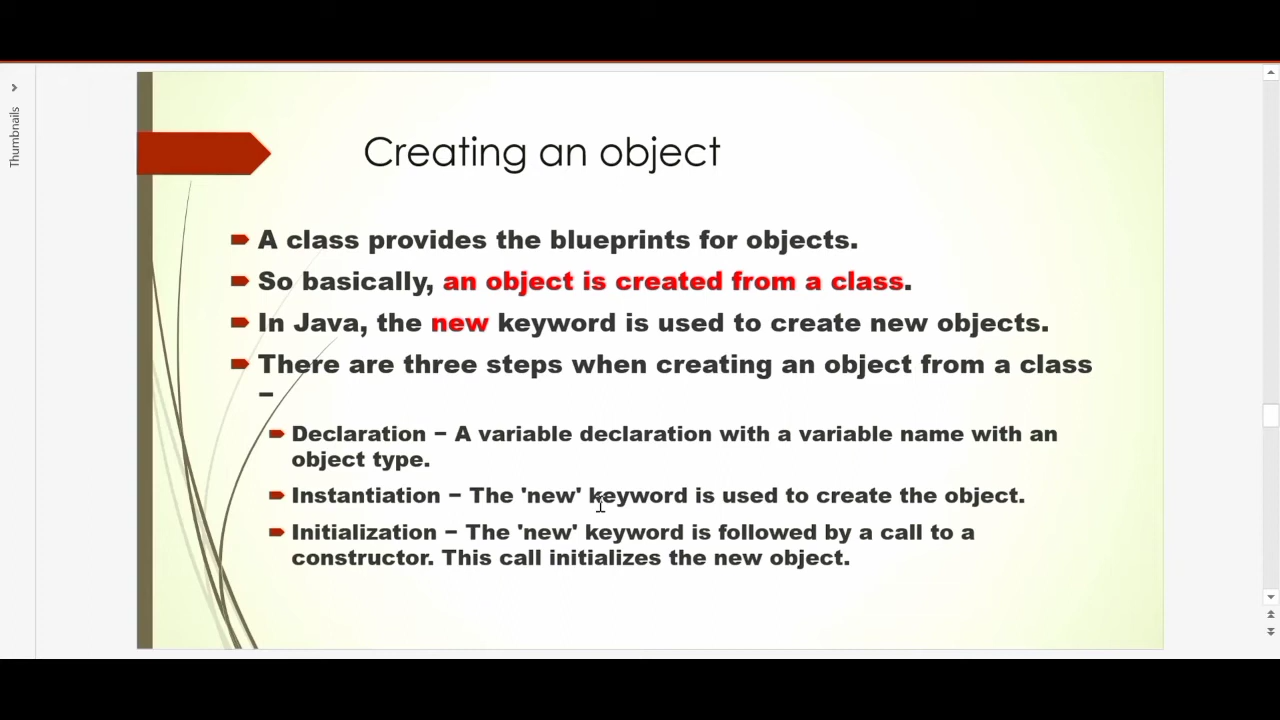 Thumbnails
Creating an object
A class provides the blueprints for objects.
So basically, an object is created from a class.
In Java, the new keyword is used to create new objects.
There are three steps when creating an object from a class
–
Declaration – A variable declaration with a variable name with an
object type.
Instantiation – The 'new' keyword is used to create the object.
Initialization – The 'new' keyword is followed by a call to a
constructor. This call initializes the new object.